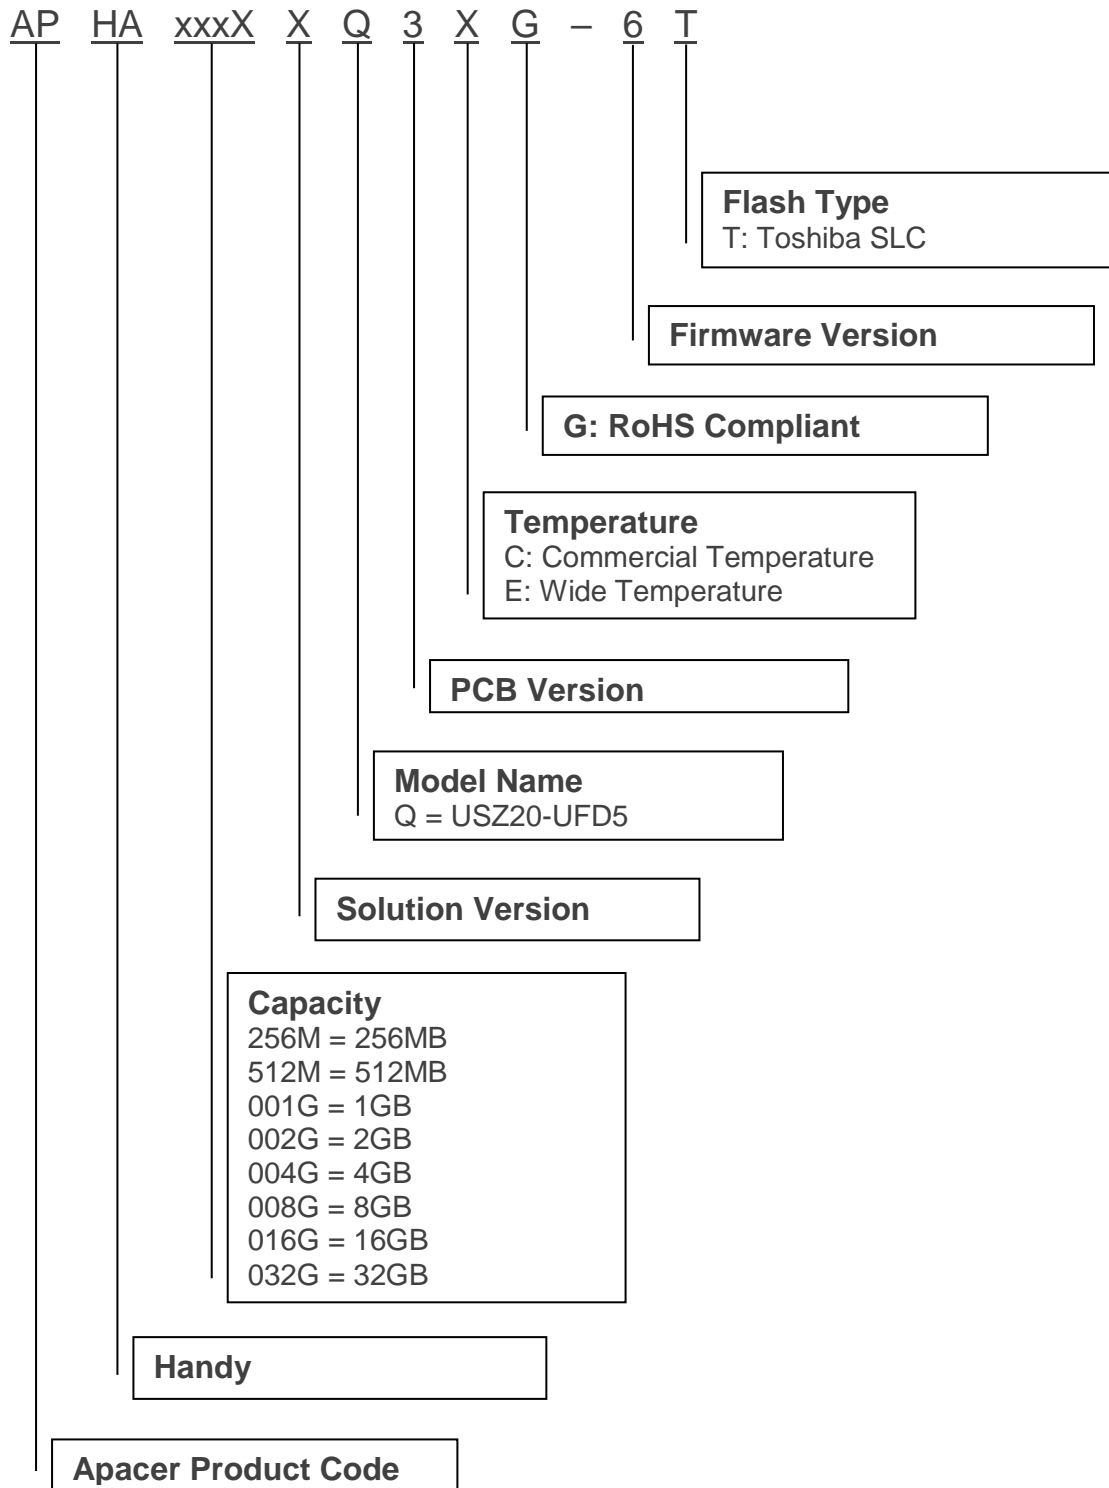 AP HA xxxX X Q 3 X G – 6 T
Flash Type
T: Toshiba SLC
Firmware Version
G: RoHS Compliant
Temperature
C: Commercial Temperature
E: Wide Temperature
PCB Version
Model Name
Q = USZ20-UFD5
Solution Version
Capacity
256M = 256MB
512M = 512MB
001G = 1GB
002G = 2GB
004G = 4GB
008G = 8GB
016G = 16GB
032G = 32GB
Handy
Apacer Product Code